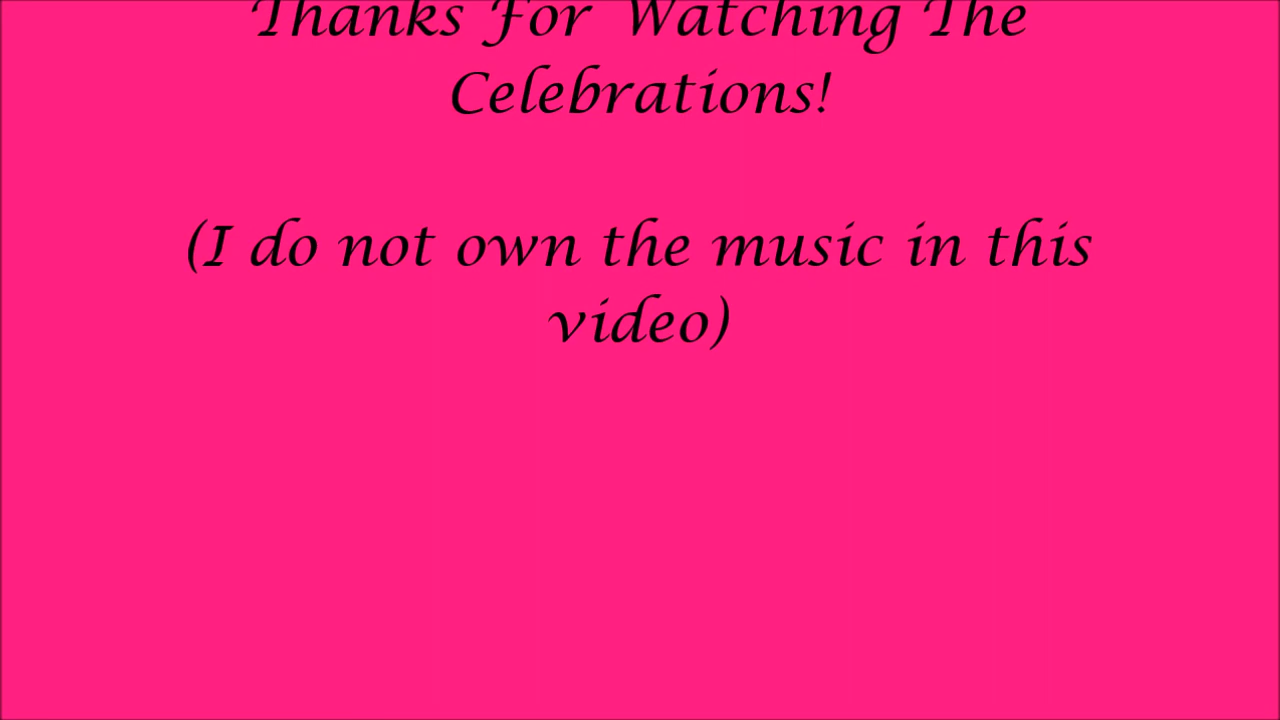 Thanks For Watching The
Celebrations!
(I do not own the music in this
video)